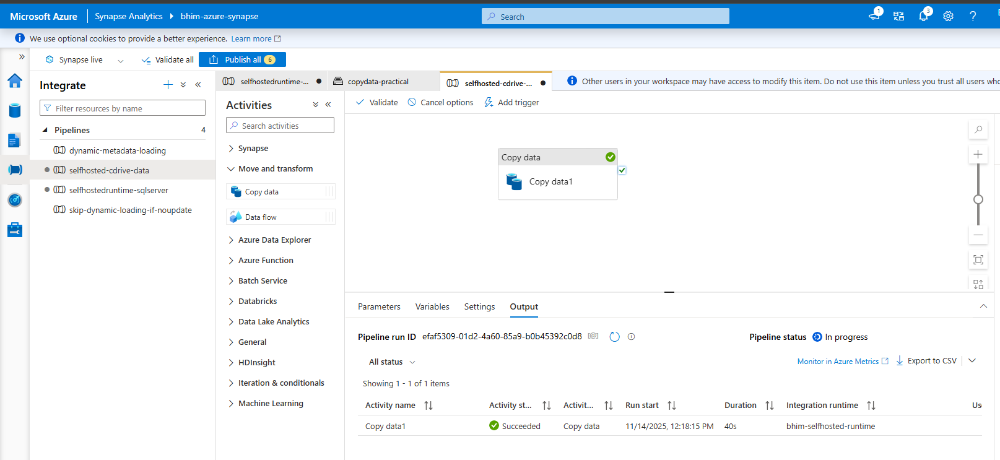 Microsoft Azure Synapse Analytics bhim-azure-synapse Search 1 3 ?
We use optional cookies to provide a better experience. Learn more
Synapse live Validate all Publish all 6
Integrate
Filter resources by name
Pipelines 4
dynamic-metadata-loading
selfhosted-cdrive-data
selfhostedruntime-sqlserver
skip-dynamic-loading-if-noupdate
selfhostedruntime-... copydata-practical selfhosted-cdrive-... Other users in your workspace may have access to modify this item. Do not use this item unless you trust all users who
Activities
Search activities
Synapse
Move and transform
Copy data
Data flow
Azure Data Explorer
Azure Function
Batch Service
Databricks
Data Lake Analytics
General
HDInsight
Iteration & conditionals
Machine Learning
Validate Cancel options Add trigger
Copy data
Copy data1
Parameters Variables Settings Output
Pipeline run ID efaf5309-01d2-4a60-85a9-b0b45392c0d8 [@] Pipeline status In progress
All status Monitor in Azure Metrics Export to CSV
Showing 1 - 1 of 1 items
Activity name Activity st... Activit... Run start Duration Integration runtime Us
Copy data1 Succeeded Copy data 11/14/2025, 12:18:15 PM 40s bhim-selfhosted-runtime